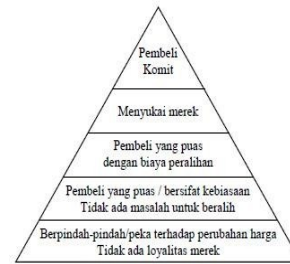 Pembeli
Komit
Menyukai merek
Pembeli yang puas
dengan biaya peralihan
Pembeli yang puas / bersifat kebiasaan
Tidak ada masalah untuk beralih
Berpindah-pindah/peka terhadap perubahan harga
Tidak ada loyalitas merek